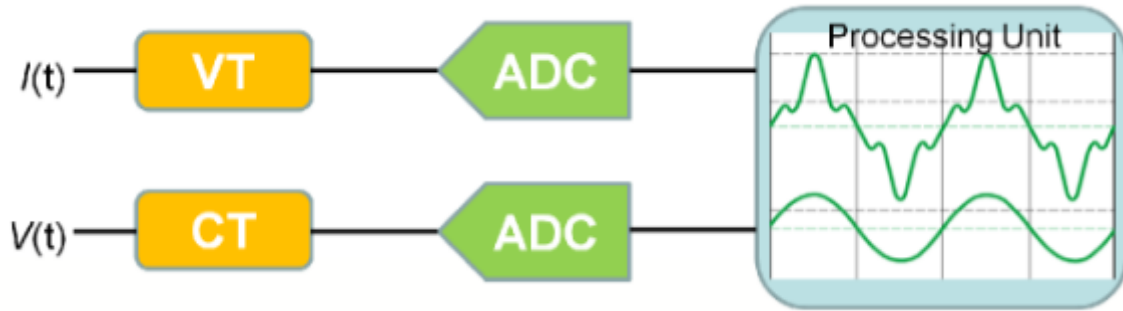 Processing Unit
I(t) VT ADC
V(t) CT ADC